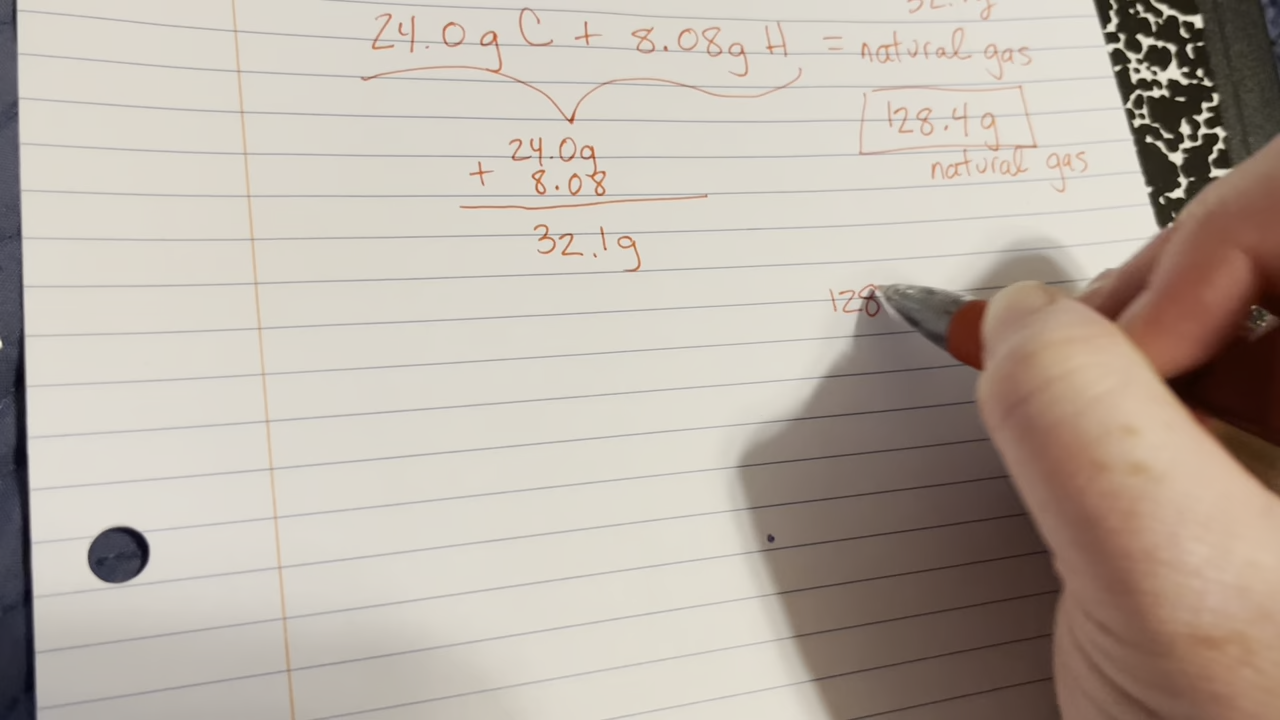 24.0g C + 8.08g H = natural gas
128.4g
natural gas
24.0g
+ 8.08
32.1g
128